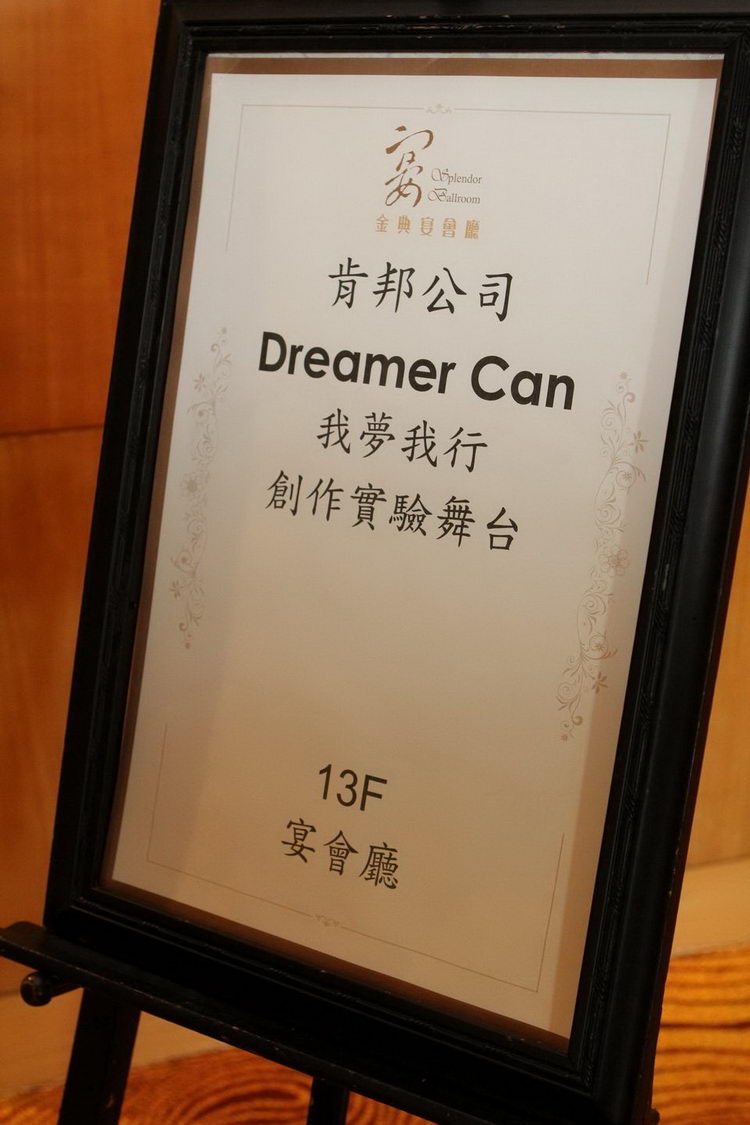 宴
Splendor
Ballroom
金典宴會廳
肯邦公司
Dreamer Can
我夢我行
創作實驗舞台
13F
宴會廳